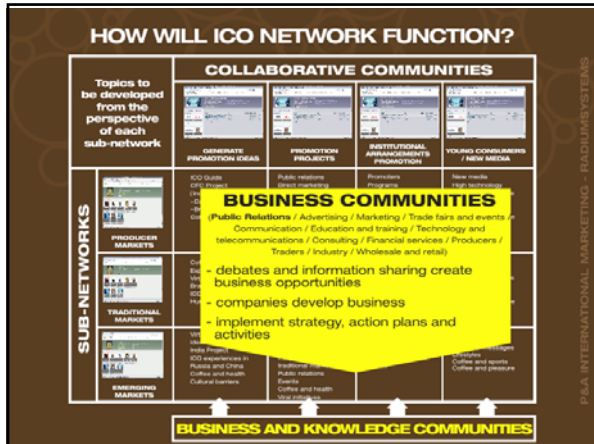 HOW WILL ICO NETWORK FUNCTION?
Topics to
be developed
from the
perspective
of each
sub-network
COLLABORATIVE COMMUNITIES
GENERATE
PROMOTION IDEAS
PROMOTION
PROJECTS
INSTITUTIONAL
ARRANGEMENTS
PROMOTION
YOUNG CONSUMERS
/ NEW MEDIA
SUB-NETWORKS
PRODUCER
MARKETS
ICO Guide
CFC Project
Public relations
Direct marketing
Promoters
Programs
New media
High technology
BUSINESS COMMUNITIES
(Public Relations / Advertising / Marketing / Trade fairs and events /
Communication / Education and training / Technology and
telecommunications / Consulting / Financial services / Producers /
Traders / Industry / Wholesale and retail)
- debates and information sharing create
business opportunities
- companies develop business
- implement strategy, action plans and
activities
TRADITIONAL
MARKETS
EMERGING
MARKETS
India Project
ICO experiences in
Russia and China
Coffee and health
Cultural barriers
Public relations
Events
Coffee and health
Viral initiatives
Lifestyles
Coffee and sports
Coffee and pleasure
BUSINESS AND KNOWLEDGE COMMUNITIES
P&A INTERNATIONAL MARKETING - RADIUMSYSTEMS